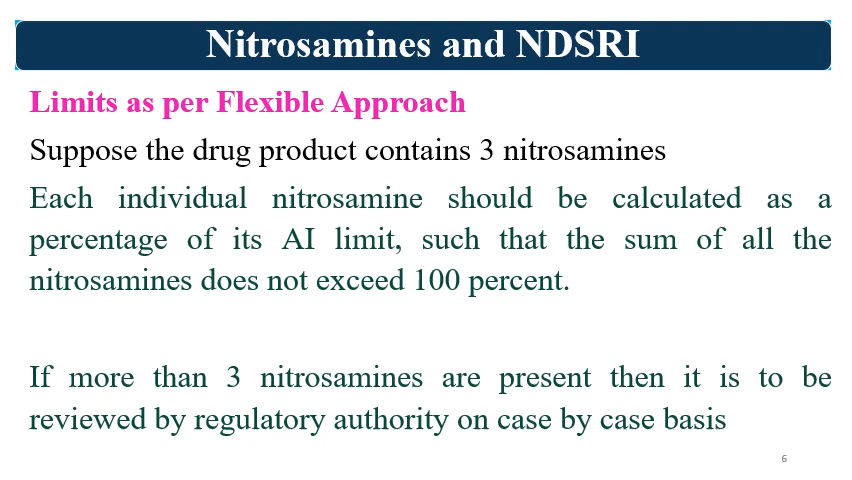 Nitrosamines and NDSRI
Limits as per Flexible Approach
Suppose the drug product contains 3 nitrosamines
Each individual nitrosamine should be calculated as a
percentage of its AI limit, such that the sum of all the
nitrosamines does not exceed 100 percent.
If more than 3 nitrosamines are present then it is to be
reviewed by regulatory authority on case by case basis
6